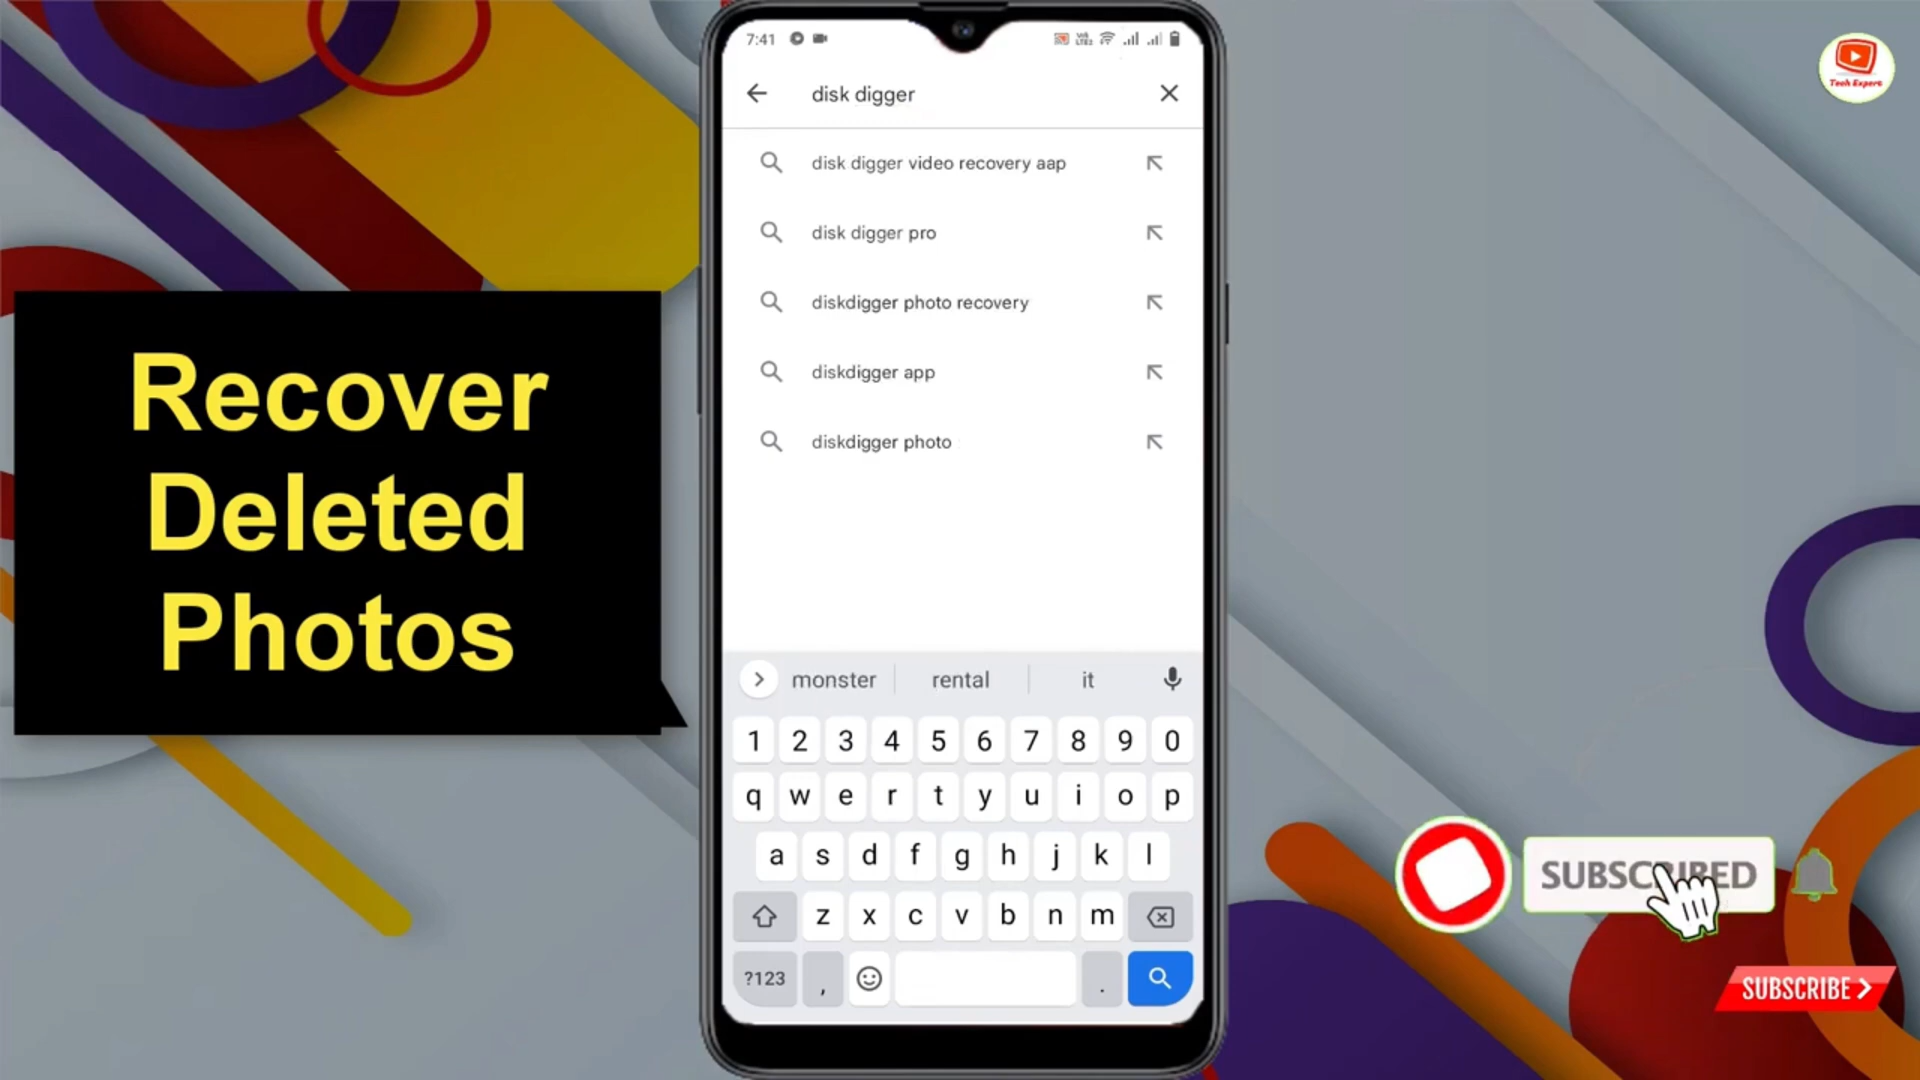 Tech Expert
7:41
disk digger
disk digger video recovery aap
disk digger pro
diskdigger photo recovery
diskdigger app
diskdigger photo
Recover
Deleted
Photos
monster rental it
1 2 3 4 5 6 7 8 9 0
q w e r t y u i o p
a s d f g h j k l
z x c v b n m
?123 , .
SUBSCRIBED
SUBSCRIBE >